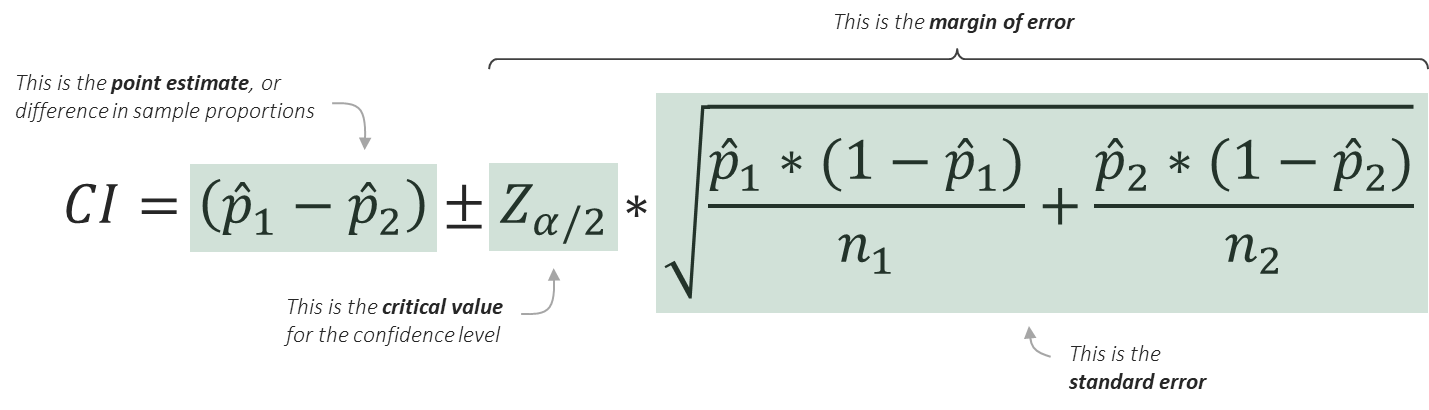 This is the margin of error
This is the point estimate, or
difference in sample proportions
CI = (p̂₁ − p̂₂) ± Z_{α/2} * √( p̂₁ * (1 − p̂₁) / n₁ + p̂₂ * (1 − p̂₂) / n₂ )
This is the critical value
for the confidence level
This is the
standard error